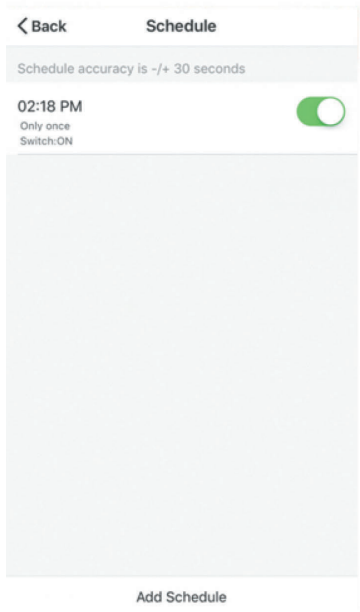 Back Schedule
Schedule accuracy is -/+ 30 seconds
02:18 PM
Only once
Switch:ON
Add Schedule